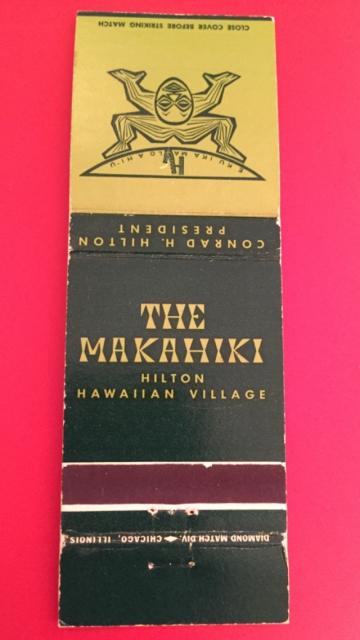 CLOSE COVER BEFORE STRIKING MATCH
CONRAD H. HILTON
PRESIDENT
THE
MAKAHIKI
HILTON
HAWAIIAN VILLAGE
DIAMOND MATCH DIV. CHICAGO, ILLINOIS